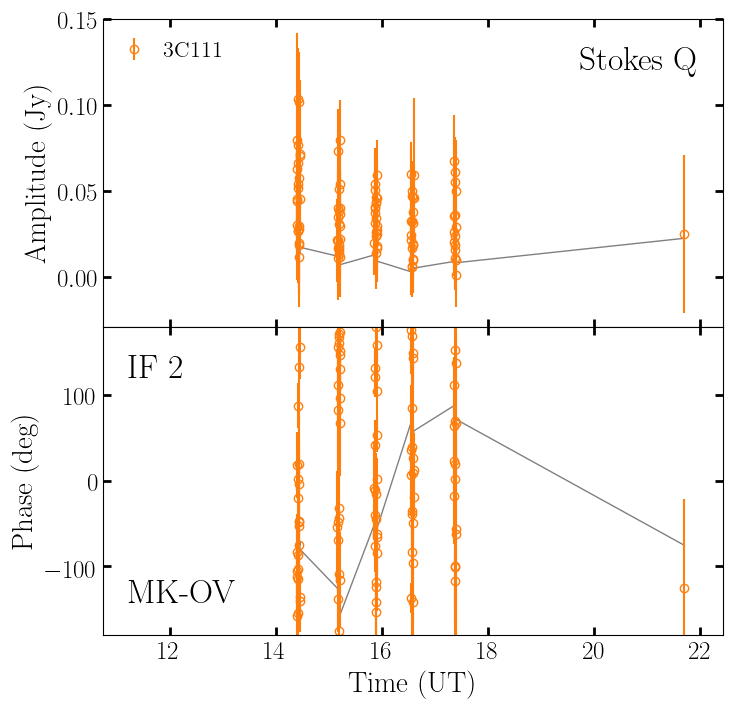 0.15
3C111
Stokes Q
0.10
0.05
0.00
Amplitude (Jy)
IF 2
100
0
−100
Phase (deg)
MK-OV
12 14 16 18 20 22
Time (UT)